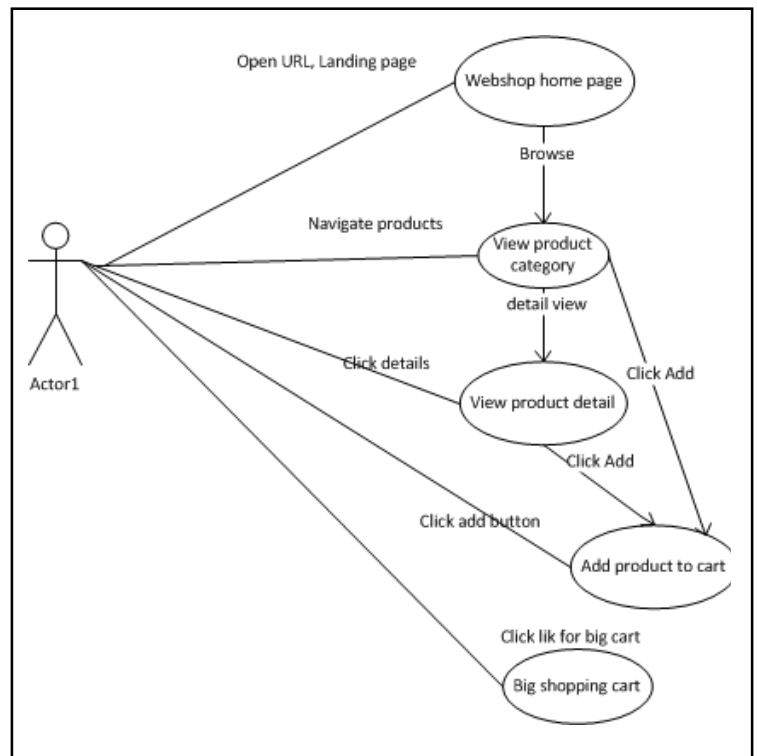 Open URL, Landing page
Webshop home page
Browse
Navigate products
View product
category
detail view
Actor1
Click details
Click Add
View product detail
Click Add
Click add button
Add product to cart
Click lik for big cart
Big shopping cart